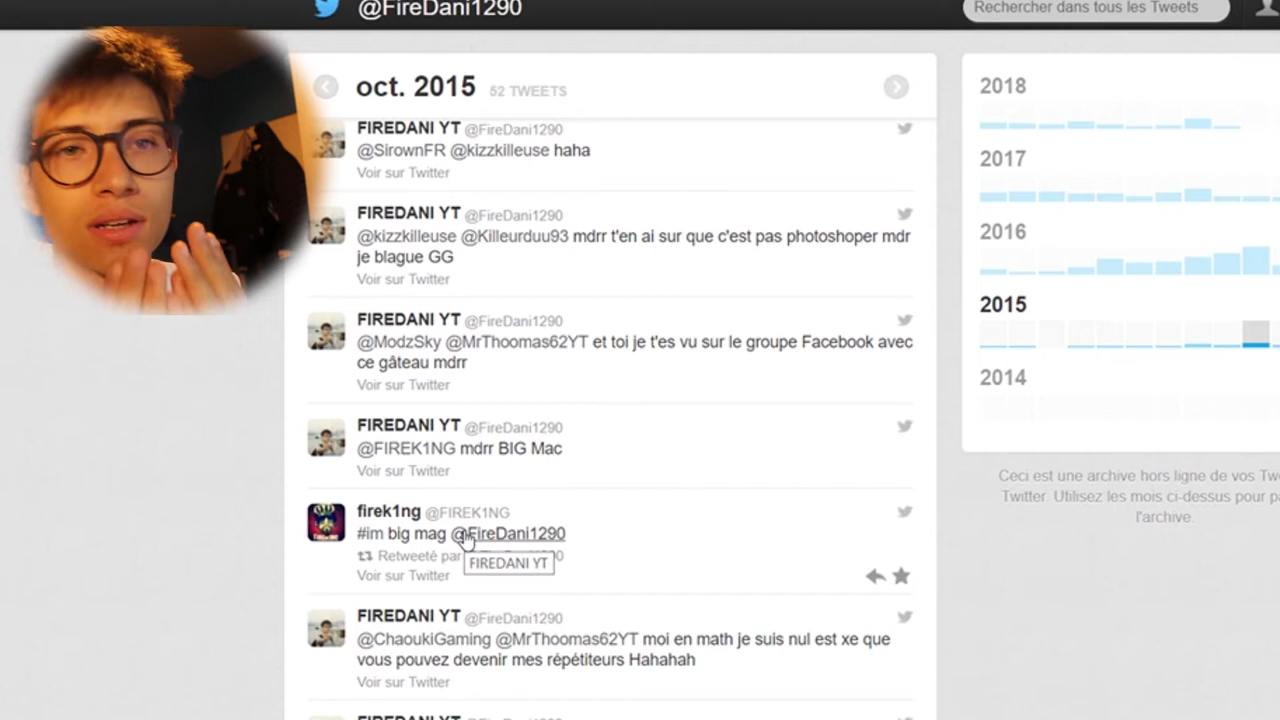 @FireDani1290
Rechercher dans tous les Tweets
oct. 2015 52 TWEETS
FIREDANI YT @FireDani1290
@SirownFR @kizzkilleuse haha
Voir sur Twitter
FIREDANI YT @FireDani1290
@kizzkilleuse @Killeurduu93 mdrr t'en ai sur que c'est pas photoshoper mdr
je blague GG
Voir sur Twitter
FIREDANI YT @FireDani1290
@ModzSky @MrThoomas62YT et toi je t'es vu sur le groupe Facebook avec
ce gâteau mdrr
Voir sur Twitter
FIREDANI YT @FireDani1290
@FIREK1NG mdrr BIG Mac
Voir sur Twitter
firek1ng @FIREK1NG
#im big mag @FireDani1290
Retweeté par
FIREDANI YT
Voir sur Twitter
FIREDANI YT @FireDani1290
@ChaoukiGaming @MrThoomas62YT moi en math je suis nul est xe que
vous pouvez devenir mes répétiteurs Hahahah
Voir sur Twitter
FIREDANI YT @FireDani1290
2018
2017
2016
2015
2014
Ceci est une archive hors ligne de vos
Twitter. Utilisez les mois ci-dessus pour
l'archive.